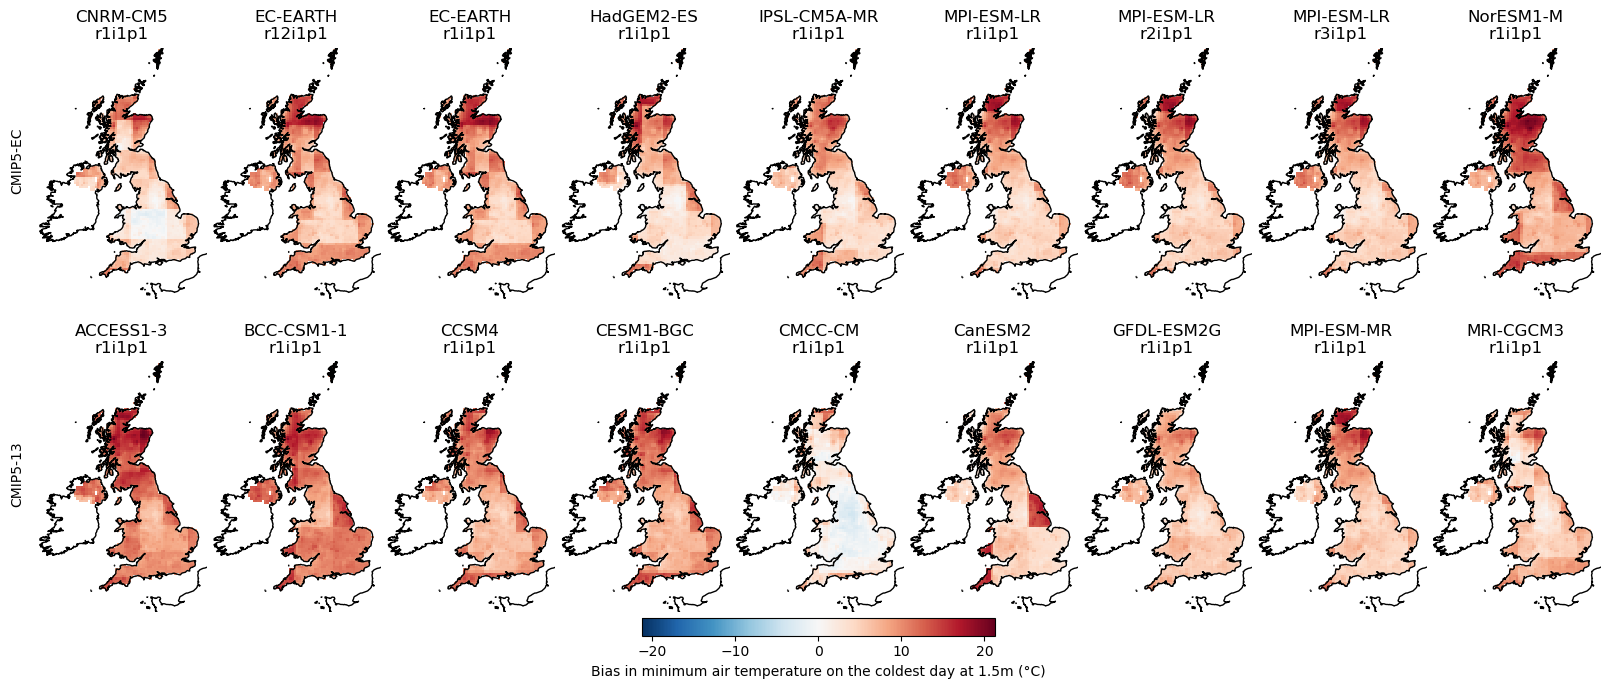 CNRM-CM5 EC-EARTH EC-EARTH HadGEM2-ES IPSL-CM5A-MR MPI-ESM-LR MPI-ESM-LR MPI-ESM-LR NorESM1-M
r1i1p1 r12i1p1 r1i1p1 r1i1p1 r1i1p1 r1i1p1 r2i1p1 r3i1p1 r1i1p1
CMIP5-EC
ACCESS1-3 BCC-CSM1-1 CCSM4 CESM1-BGC CMCC-CM CanESM2 GFDL-ESM2G MPI-ESM-MR MRI-CGCM3
r1i1p1 r1i1p1 r1i1p1 r1i1p1 r1i1p1 r1i1p1 r1i1p1 r1i1p1 r1i1p1
CMIP5-13
−20 −10 0 10 20
Bias in minimum air temperature on the coldest day at 1.5m (°C)